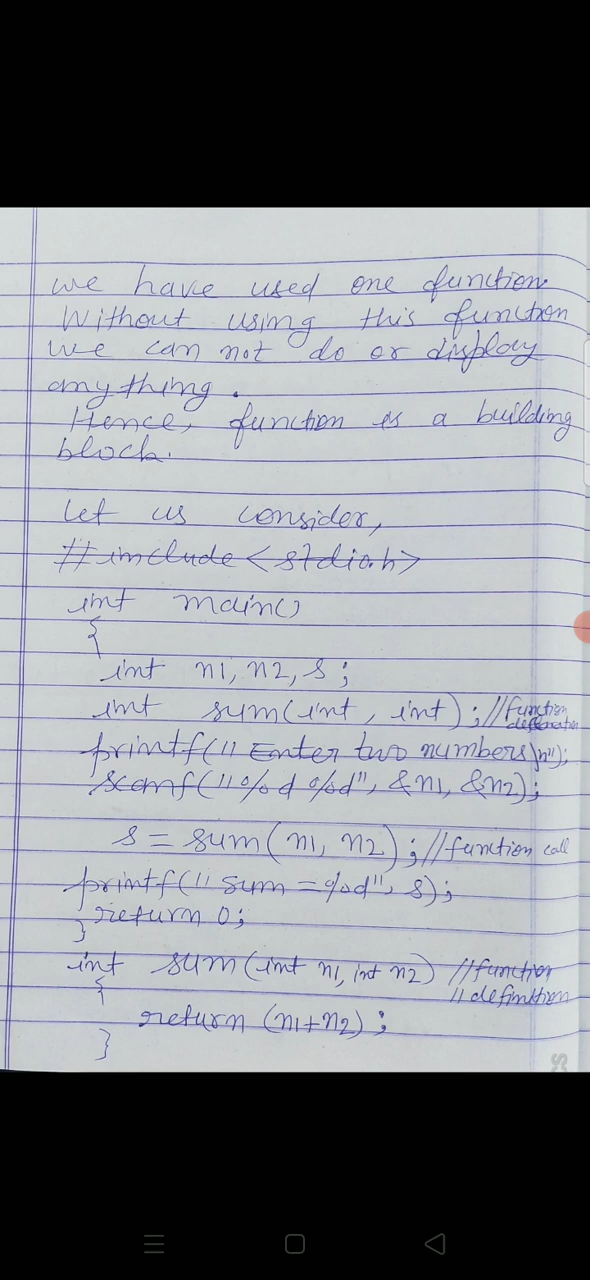 we have used one function.
Without using this function
we can not do or display
anything.
Hence, function is a building
block.
Let us consider,
#include <stdio.h>
int main()
{
int n1, n2, s;
int sum(int, int); //function
declaration
printf("Enter two numbers\n");
scanf("%d %d", &n1, &n2);
s = sum(n1, n2); //function call
printf("sum = %d", s);
return 0;
}
int sum(int n1, int n2) //function
{ //definition
return (n1+n2);
}